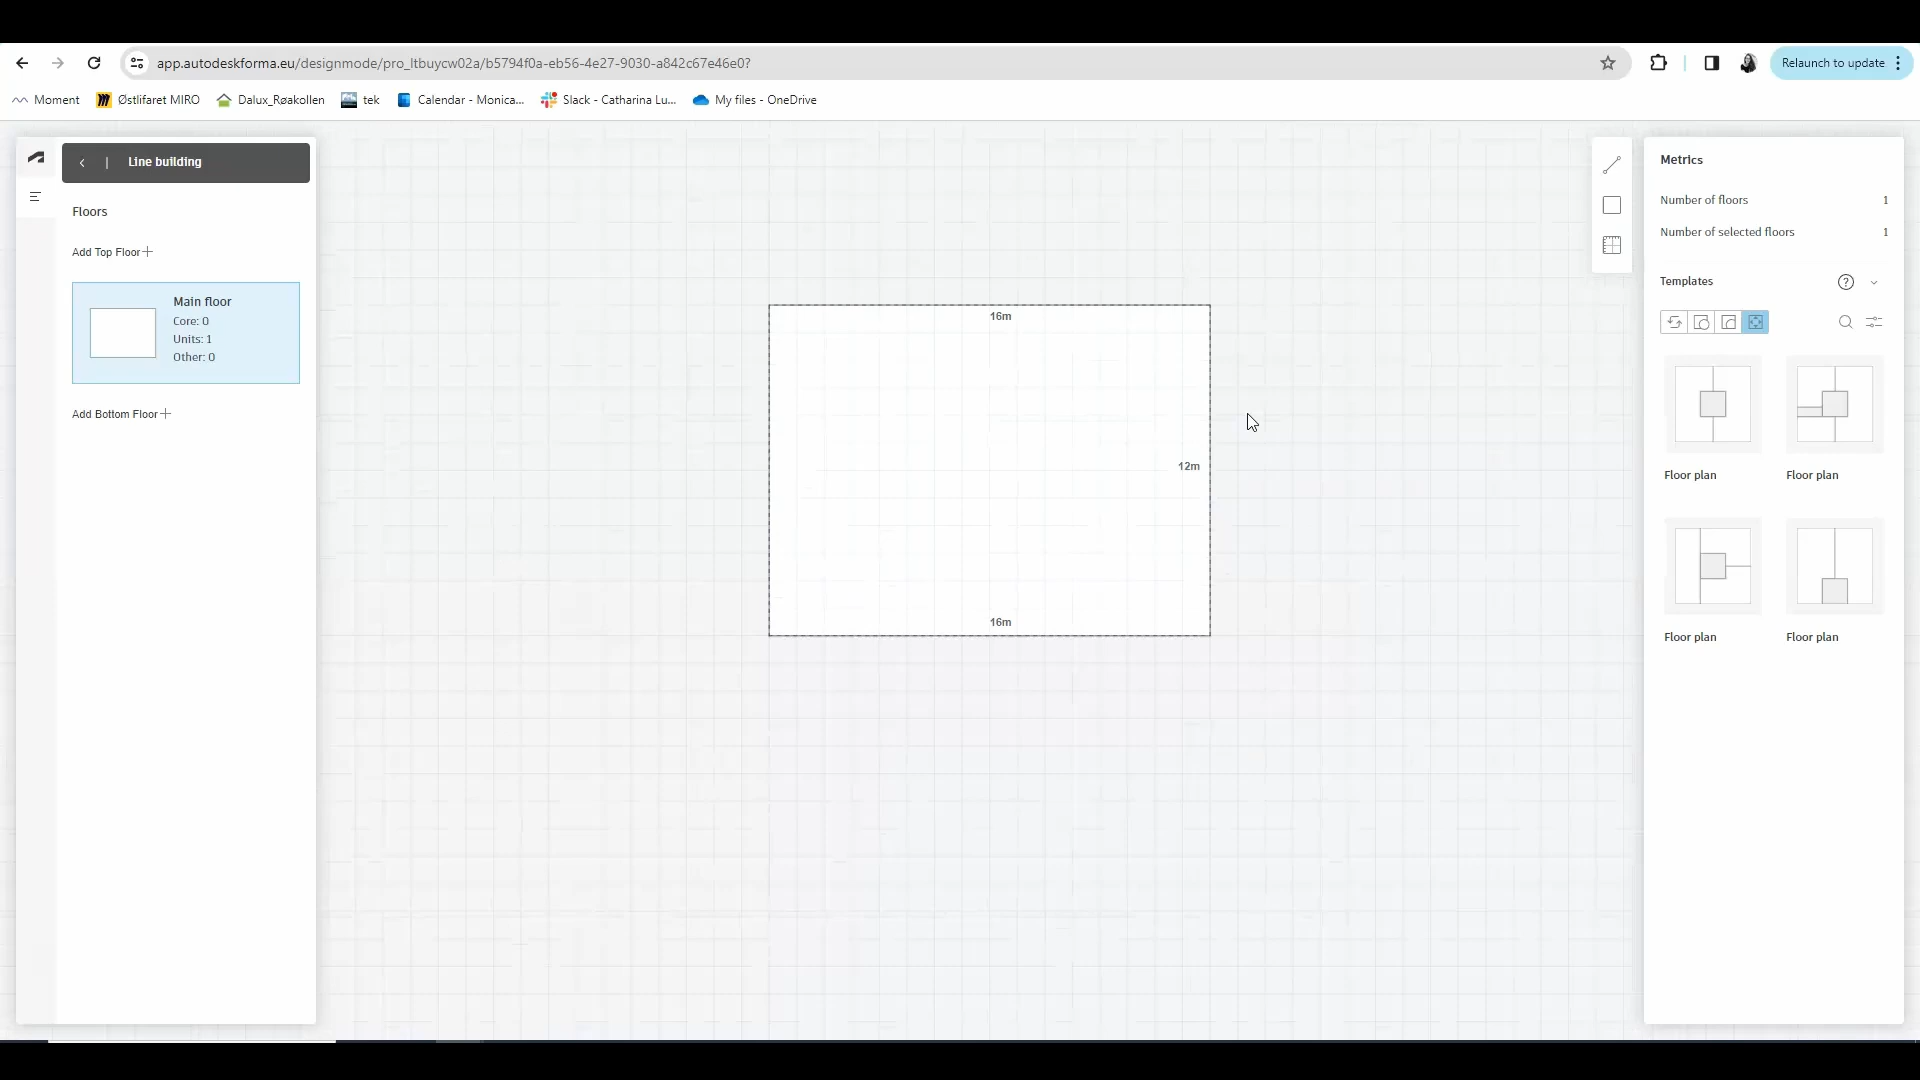 app.autodeskforma.eu/designmode/pro_ltbuycw02a/b5794f0a-eb56-4e27-9030-a842c67e46e0?
Relaunch to update
Moment
Østlifaret MIRO
Dalux_Røakollen
tek
Calendar - Monica...
Slack - Catharina Lu...
My files - OneDrive
Line building
Floors
Add Top Floor
Main floor
Core: 0
Units: 1
Other: 0
Add Bottom Floor
16m
12m
16m
Metrics
Number of floors 1
Number of selected floors 1
Templates
Floor plan Floor plan
Floor plan Floor plan